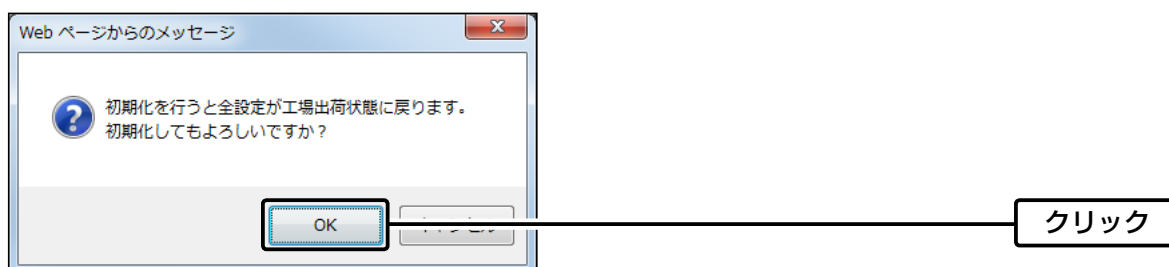 Web ページからのメッセージ
初期化を行うと全設定が工場出荷状態に戻ります。
初期化してもよろしいですか？
OK
クリック